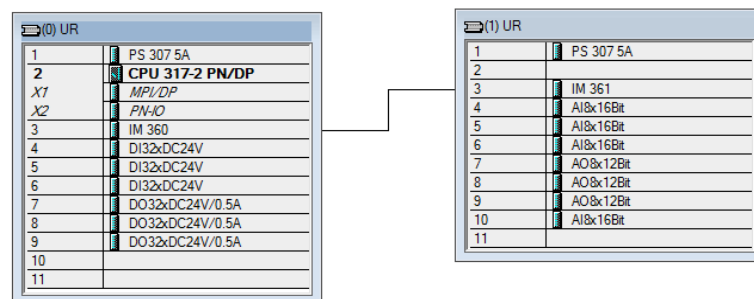 (0) UR
1 PS 307 5A
2 CPU 317-2 PN/DP
X1 MPI/DP
X2 PN-IO
3 IM 360
4 DI32xDC24V
5 DI32xDC24V
6 DI32xDC24V
7 DO32xDC24V/0.5A
8 DO32xDC24V/0.5A
9 DO32xDC24V/0.5A
10
11
(1) UR
1 PS 307 5A
2
3 IM 361
4 AI8x16Bit
5 AI8x16Bit
6 AI8x16Bit
7 AO8x12Bit
8 AO8x12Bit
9 AO8x12Bit
10 AI8x16Bit
11